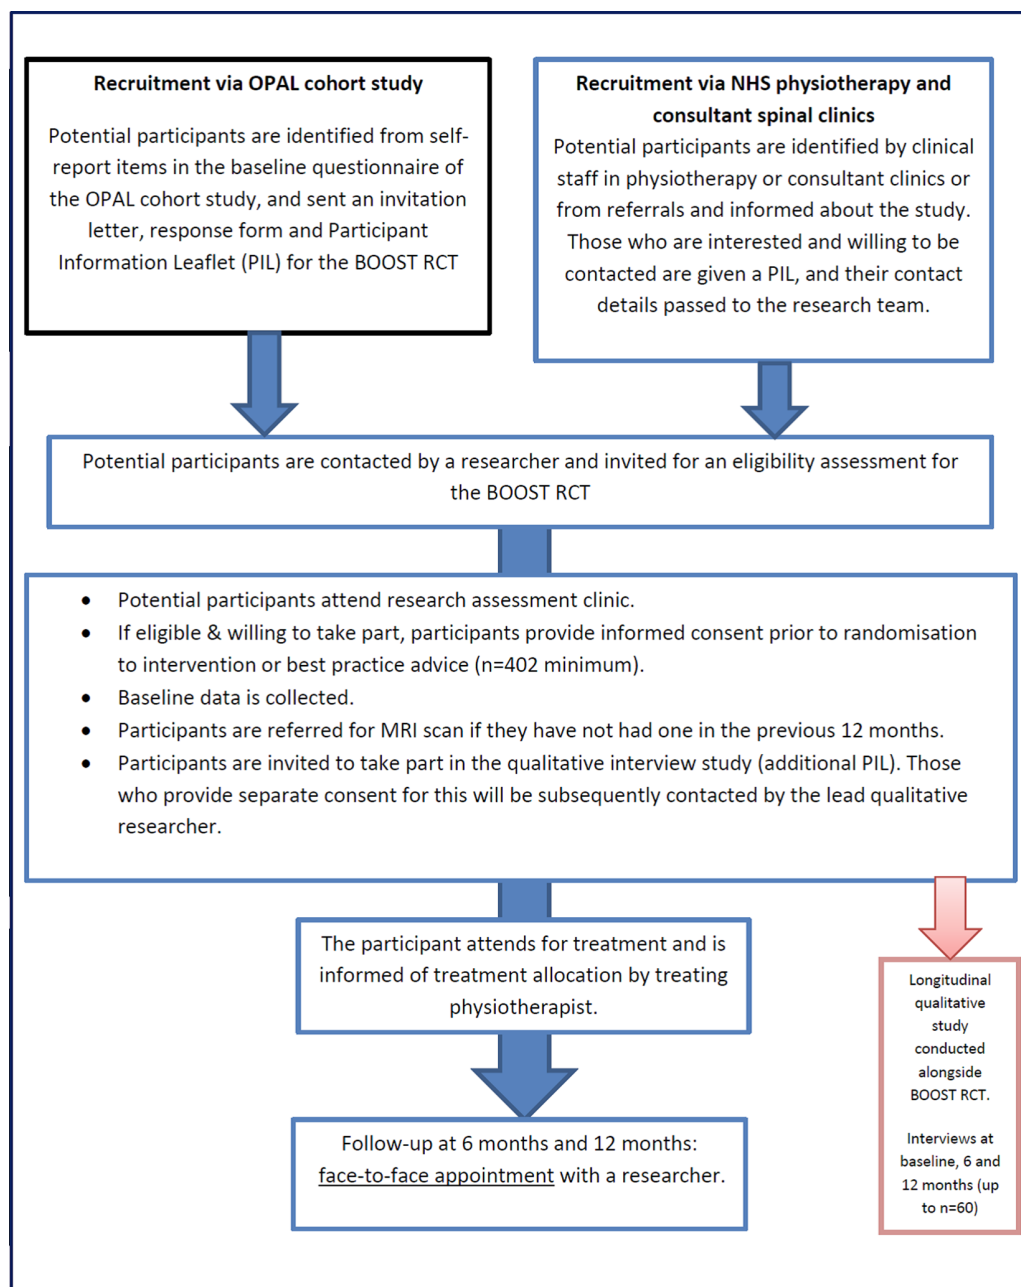 Recruitment via OPAL cohort study
Potential participants are identified from self-
report items in the baseline questionnaire of
the OPAL cohort study, and sent an invitation
letter, response form and Participant
Information Leaflet (PIL) for the BOOST RCT
Recruitment via NHS physiotherapy and
consultant spinal clinics
Potential participants are identified by clinical
staff in physiotherapy or consultant clinics or
from referrals and informed about the study.
Those who are interested and willing to be
contacted are given a PIL, and their contact
details passed to the research team.
Potential participants are contacted by a researcher and invited for an eligibility assessment for
the BOOST RCT
• Potential participants attend research assessment clinic.
• If eligible & willing to take part, participants provide informed consent prior to randomisation
to intervention or best practice advice (n=402 minimum).
• Baseline data is collected.
• Participants are referred for MRI scan if they have not had one in the previous 12 months.
• Participants are invited to take part in the qualitative interview study (additional PIL). Those
who provide separate consent for this will be subsequently contacted by the lead qualitative
researcher.
The participant attends for treatment and is
informed of treatment allocation by treating
physiotherapist.
Follow-up at 6 months and 12 months:
face-to-face appointment with a researcher.
Longitudinal
qualitative
study
conducted
alongside
BOOST RCT.
Interviews at
baseline, 6 and
12 months (up
to n=60)